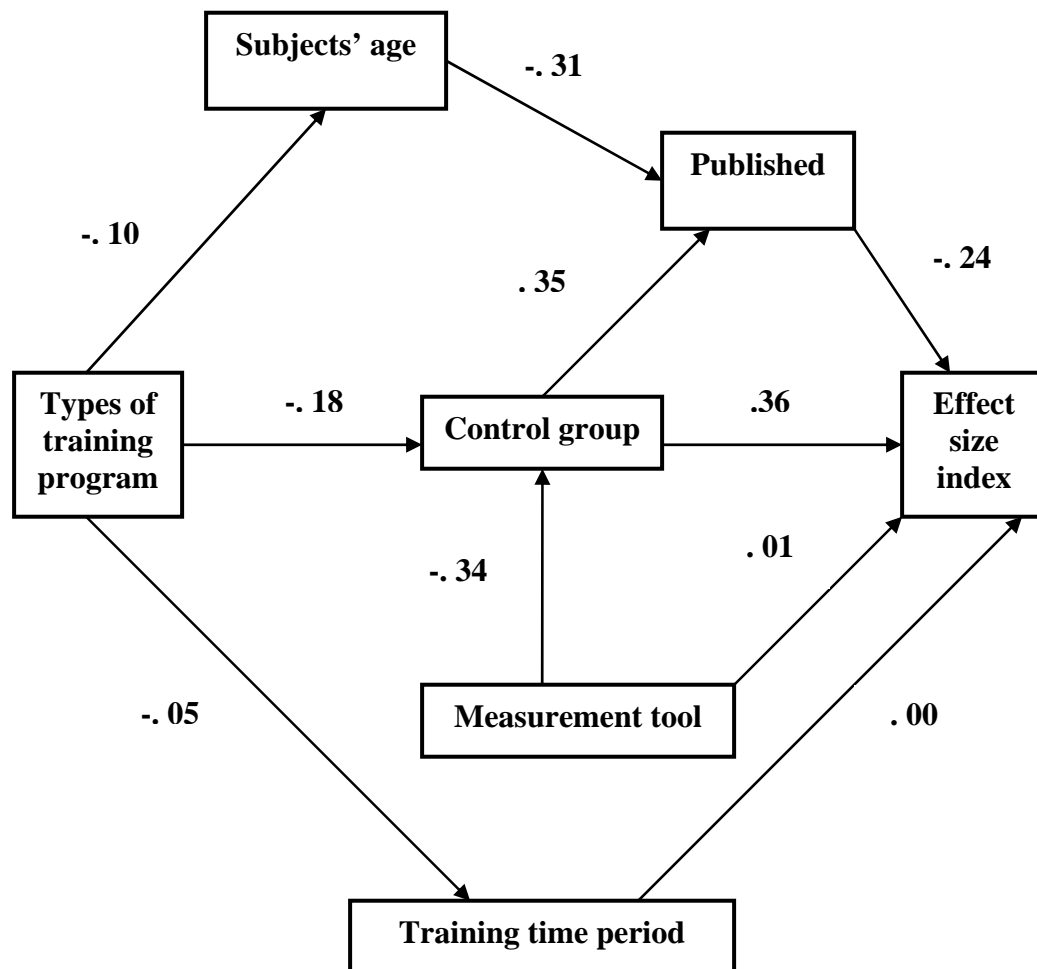 Subjects’ age
-. 31
Published
-. 10
. 35
-. 24
Types of
training
program
-. 18
Control group
.36
Effect
size
index
-. 34
. 01
Measurement tool
-. 05
. 00
Training time period